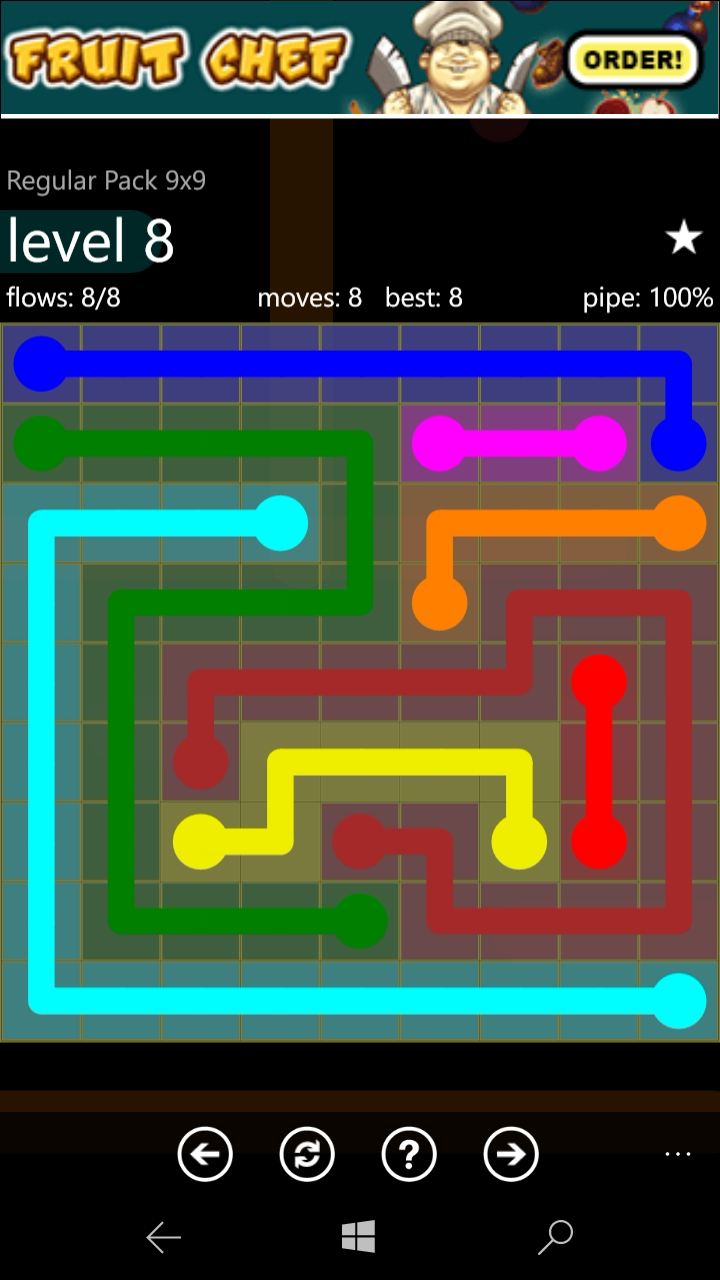 FRUIT CHEF ORDER!
Regular Pack 9x9
level 8
flows: 8/8 moves: 8 best: 8 pipe: 100%
?
...